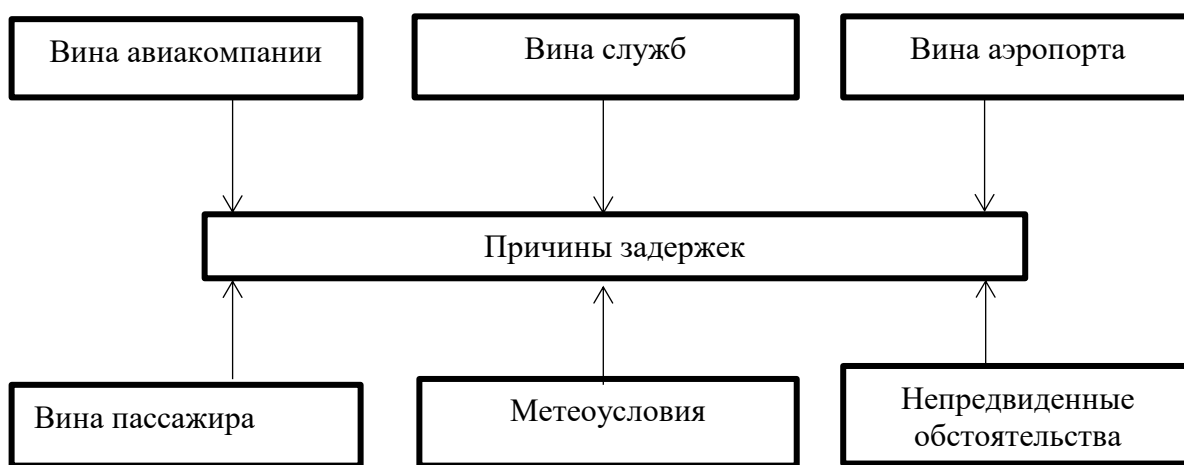 Вина авиакомпании
Вина служб
Вина аэропорта
Причины задержек
Вина пассажира
Метеоусловия
Непредвиденные
обстоятельства